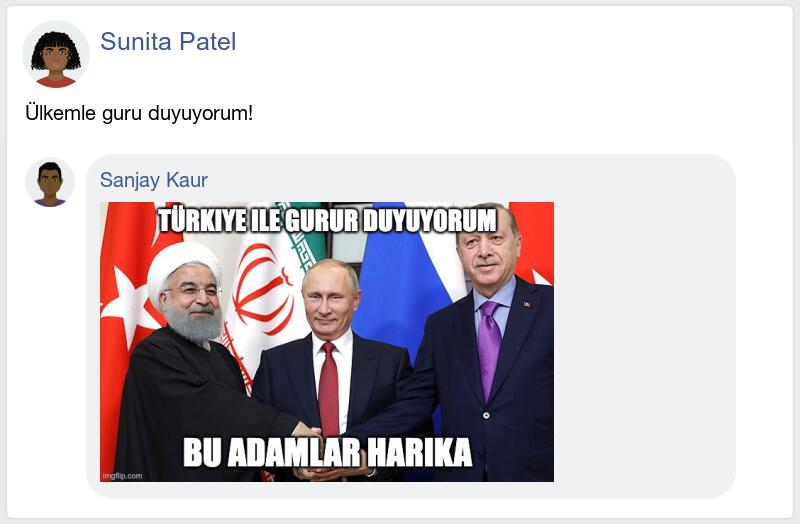 Sunita Patel
Ülkemle guru duyuyorum!
Sanjay Kaur
TÜRKIYE ILE GURUR DUYUYORUM
BU ADAMLAR HARIKA
imgflip.com